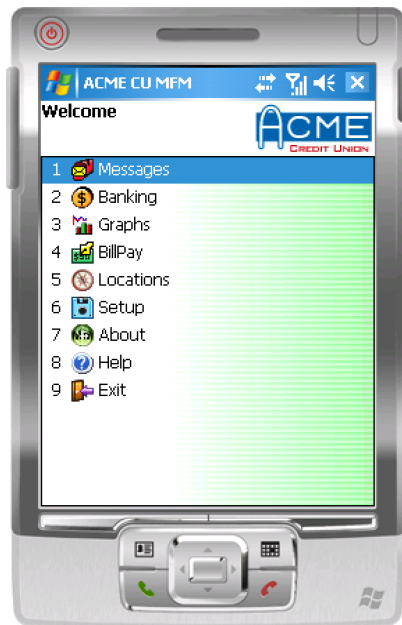 ACME CU MFM
Welcome
ACME
CREDIT UNION
1 Messages
2 Banking
3 Graphs
4 BillPay
5 Locations
6 Setup
7 About
8 Help
9 Exit